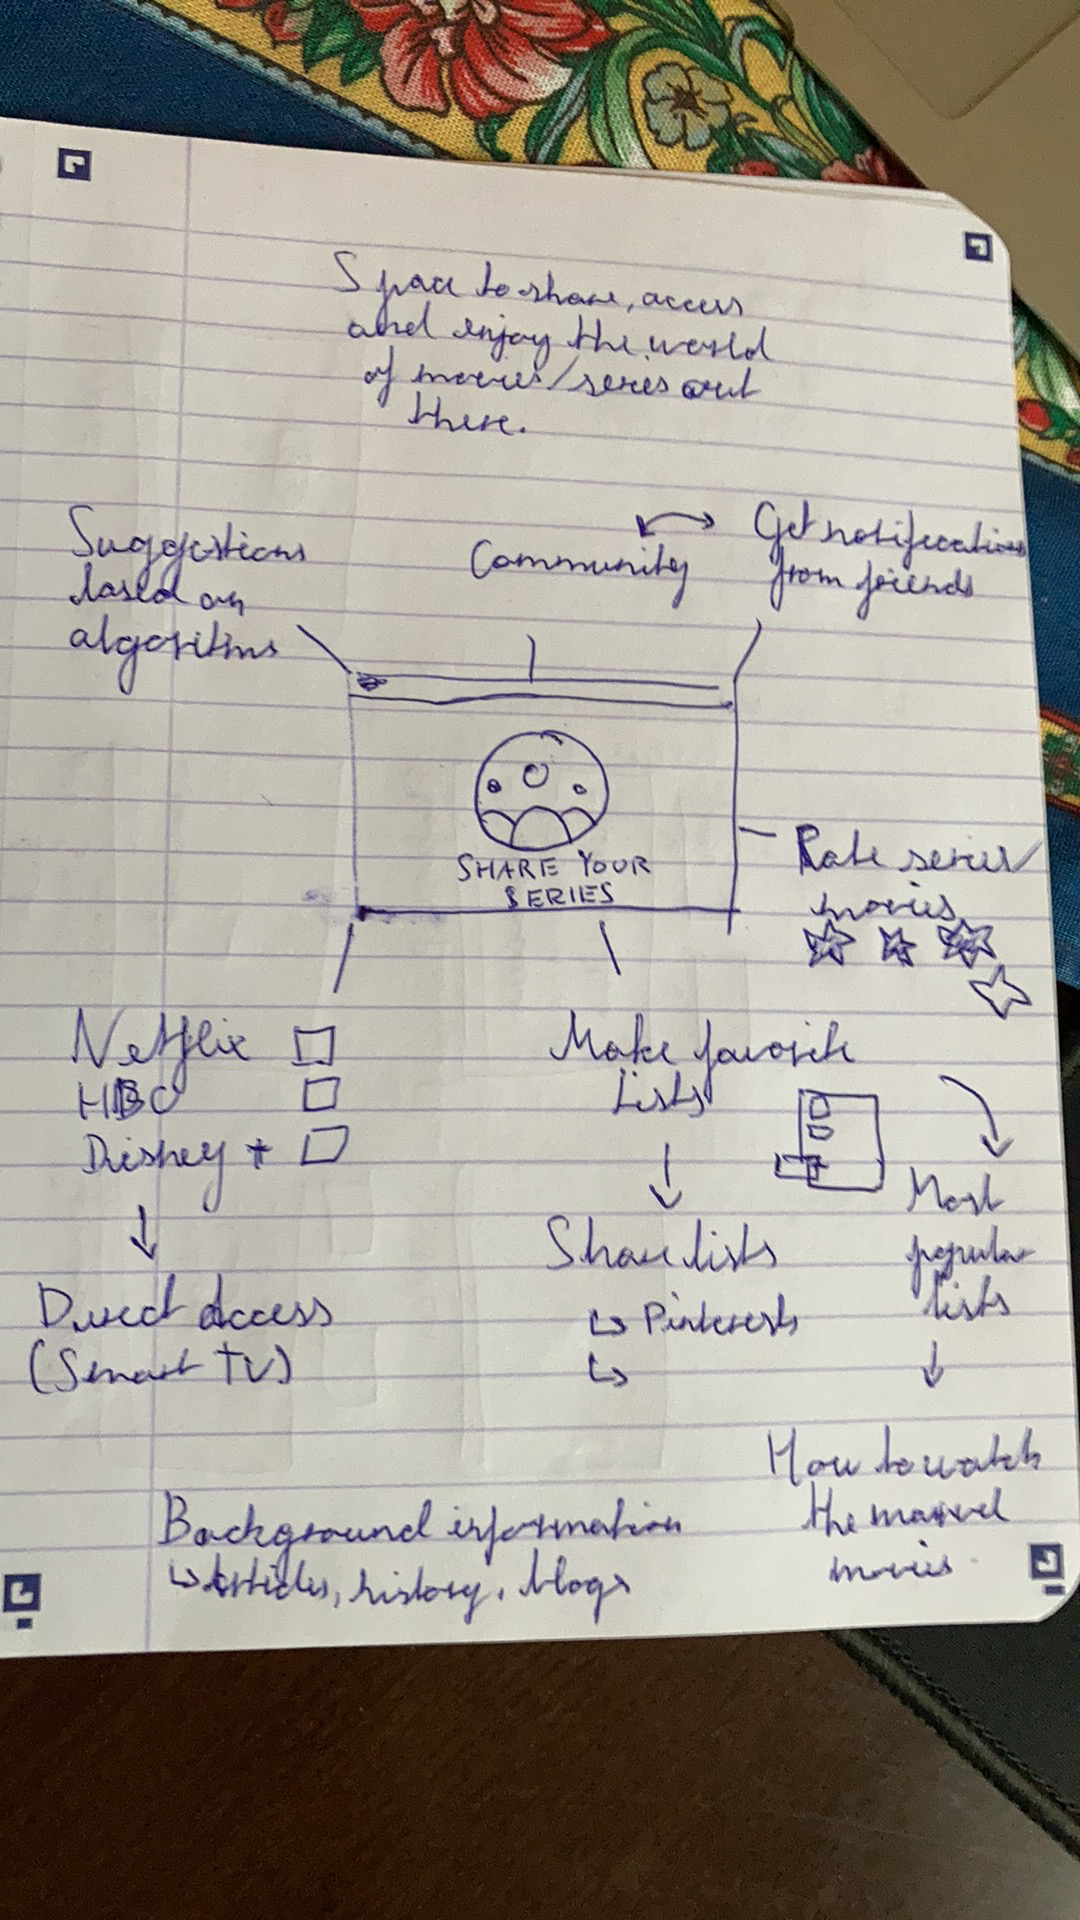 Space to share, access
and enjoy the world
of movies/series out
there.
Suggestions
based on
algoritms
Community
Get notifications
from friends
SHARE YOUR
SERIES
Rate series/
movies
Netflix
HBO
Disney +
Direct access
(Smart TV)
Make favorite
lists
Share lists
Pinterests
Most
popular
lists
How to watch
the marvel
movies.
Background information
Articles, history, blogs